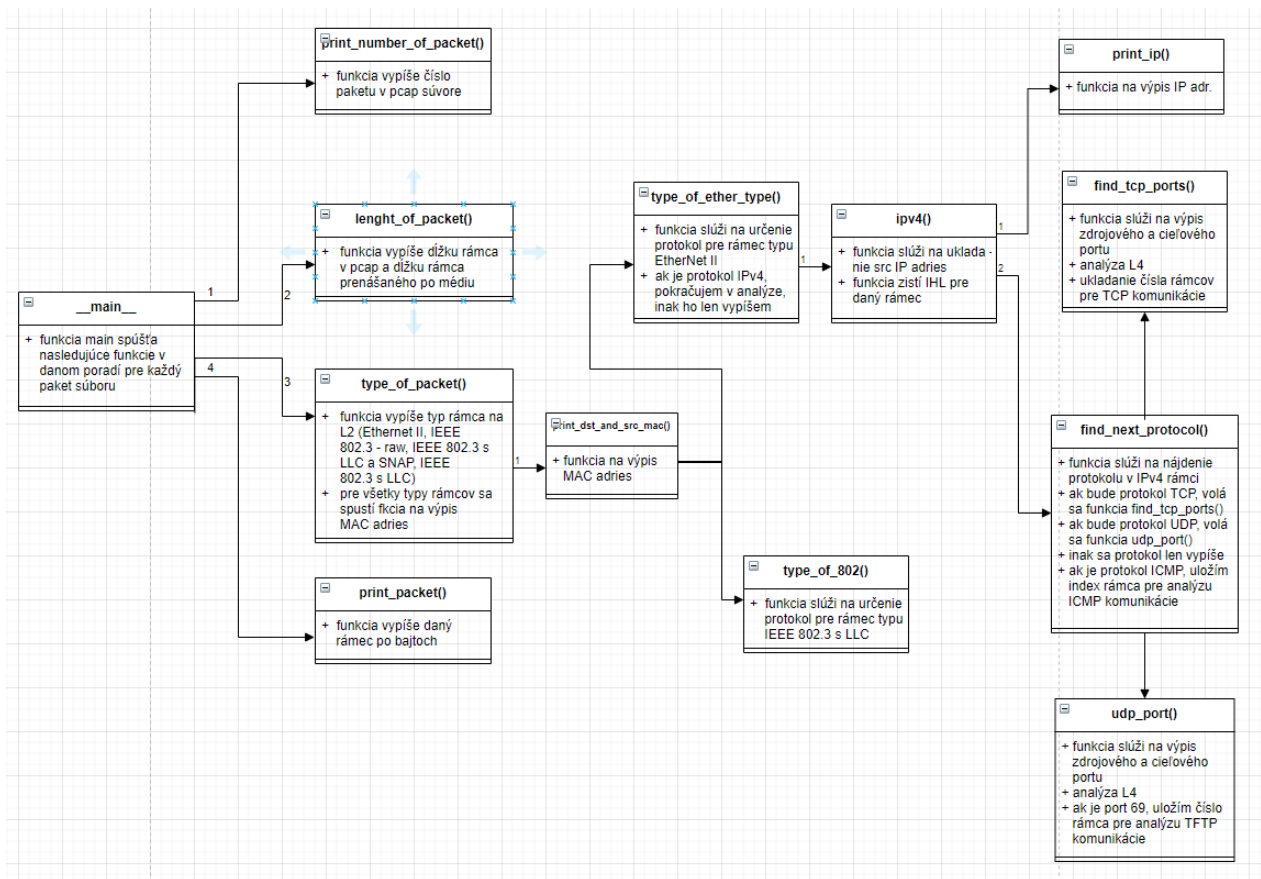 print_number_of_packet()
+ funkcia vypíše číslo
paketu v pcap súvore
print_ip()
+ funkcia na výpis IP adr.
lenght_of_packet()
+ funkcia vypíše dĺžku rámca
v pcap a dĺžku rámca
prenášaného po médiu
type_of_ether_type()
+ funkcia slúži na určenie
protokol pre rámec typu
EtherNet II
+ ak je protokol IPv4,
pokračujem v analýze,
inak ho len vypíšem
1
ipv4()
+ funkcia slúži na uklada -
nie src IP adries
+ funkcia zistí IHL pre
daný rámec
1
2
find_tcp_ports()
+ funkcia slúži na výpis
zdrojového a cieľového
portu
+ analýza L4
+ ukladanie čísla rámcov
pre TCP komunikácie
__main__
+ funkcia main spúšťa
nasledujúce funkcie v
danom poradí pre každý
paket súboru
1
2
3
4
type_of_packet()
+ funkcia vypíše typ rámca na
L2 (Ethernet II, IEEE
802.3 - raw, IEEE 802.3 s
LLC a SNAP, IEEE
802.3 s LLC)
+ pre všetky typy rámcov sa
spustí fkcia na výpis
MAC adries
1
print_dst_and_src_mac()
+ funkcia na výpis
MAC adries
find_next_protocol()
+ funkcia slúži na nájdenie
protokolu v IPv4 rámci
+ ak bude protokol TCP, volá
sa funkcia find_tcp_ports()
+ ak bude protokol UDP, volá
sa funkcia udp_port()
+ inak sa protokol len vypíše
+ ak je protokol ICMP, uložím
index rámca pre analýzu
ICMP komunikácie
print_packet()
+ funkcia vypíše daný
rámec po bajtoch
type_of_802()
+ funkcia slúži na určenie
protokol pre rámec typu
IEEE 802.3 s LLC
udp_port()
+ funkcia slúži na výpis
zdrojového a cieľového
portu
+ analýza L4
+ ak je port 69, uložím číslo
rámca pre analýzu TFTP
komunikácie